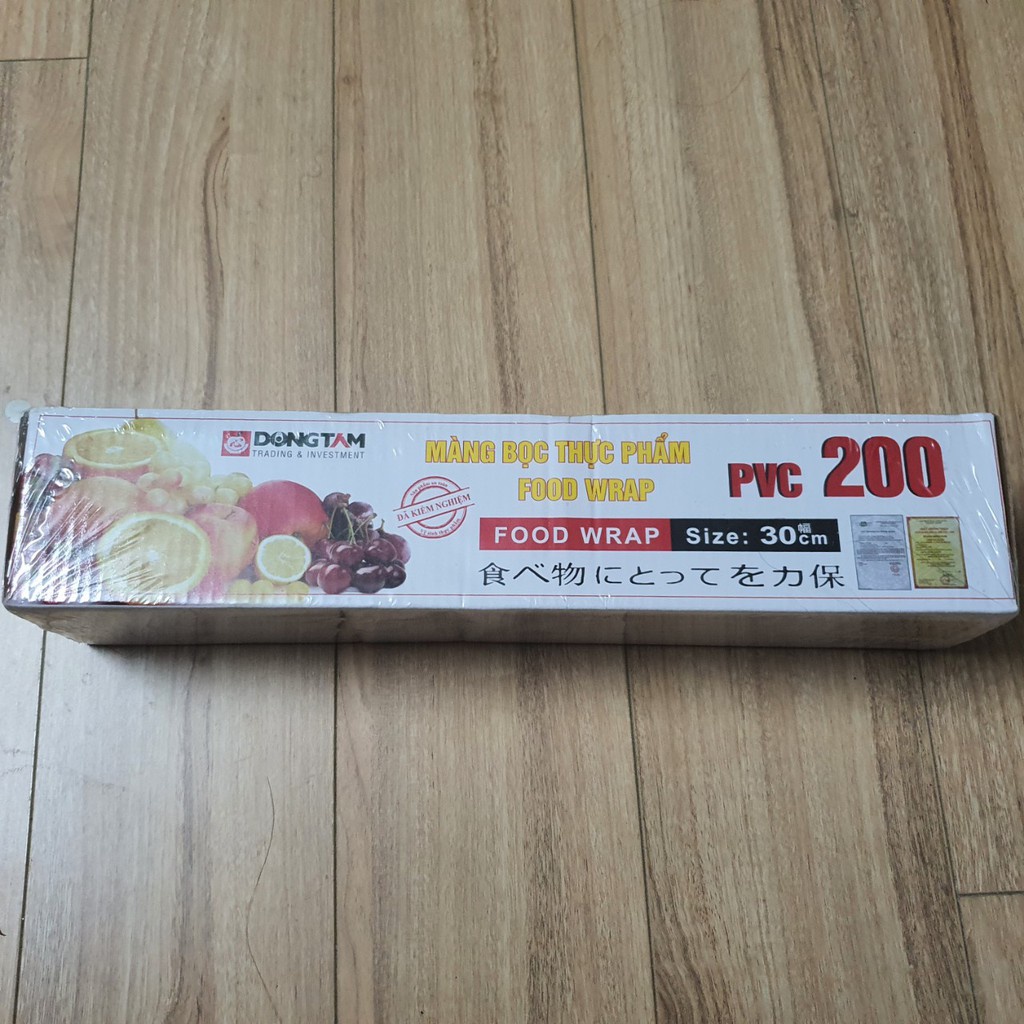 DONGTAM
TRADING & INVESTMENT
MÀNG BỌC THỰC PHẨM
FOOD WRAP
PVC 200
ĐÃ KIỂM NGHIỆM
FOOD WRAP Size: 30cm 幅
食べ物にとってを力保